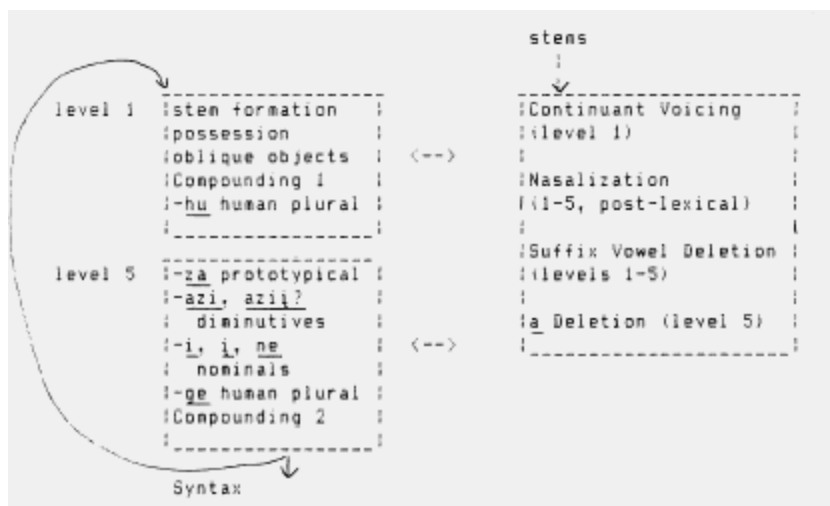 stems
level 1
stem formation
possession
oblique objects
Compounding 1
-hu human plural
<-->
Continuant Voicing
(level 1)
Nasalization
(1-5, post-lexical)
Suffix Vowel Deletion
(levels 1-5)
a Deletion (level 5)
level 5
-za prototypical
-azi, azii̧?
diminutives
-i, i̧, ne
nominals
-ge human plural
Compounding 2
<-->
Syntax